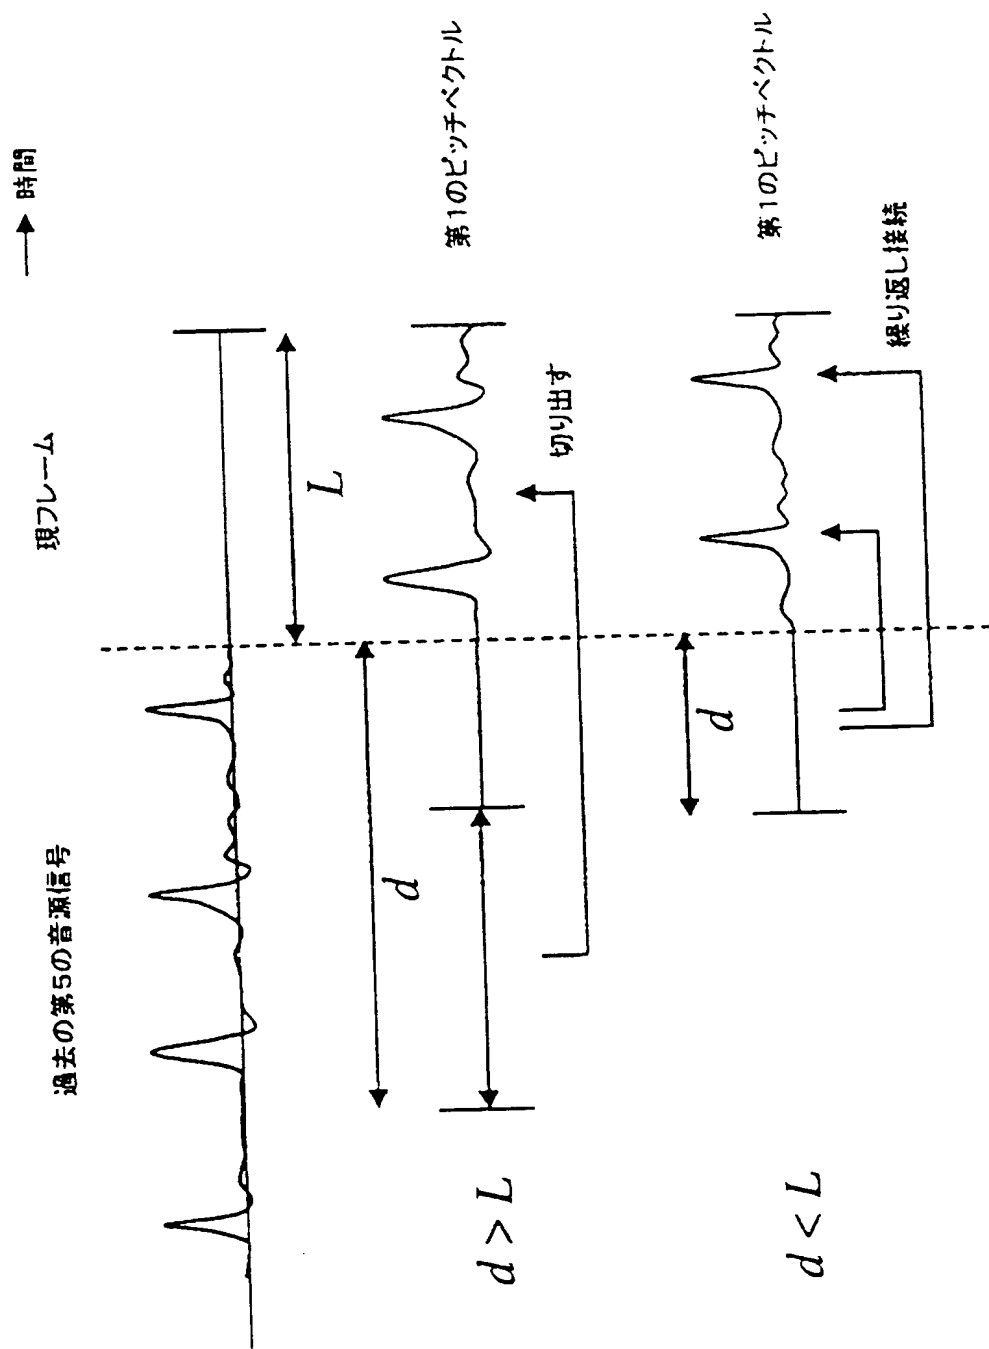 → 時間
過去の第5の音源信号
現フレーム
L
d > L
d
第1のピッチベクトル
切り出す
d < L
d
第1のピッチベクトル
繰り返し接続